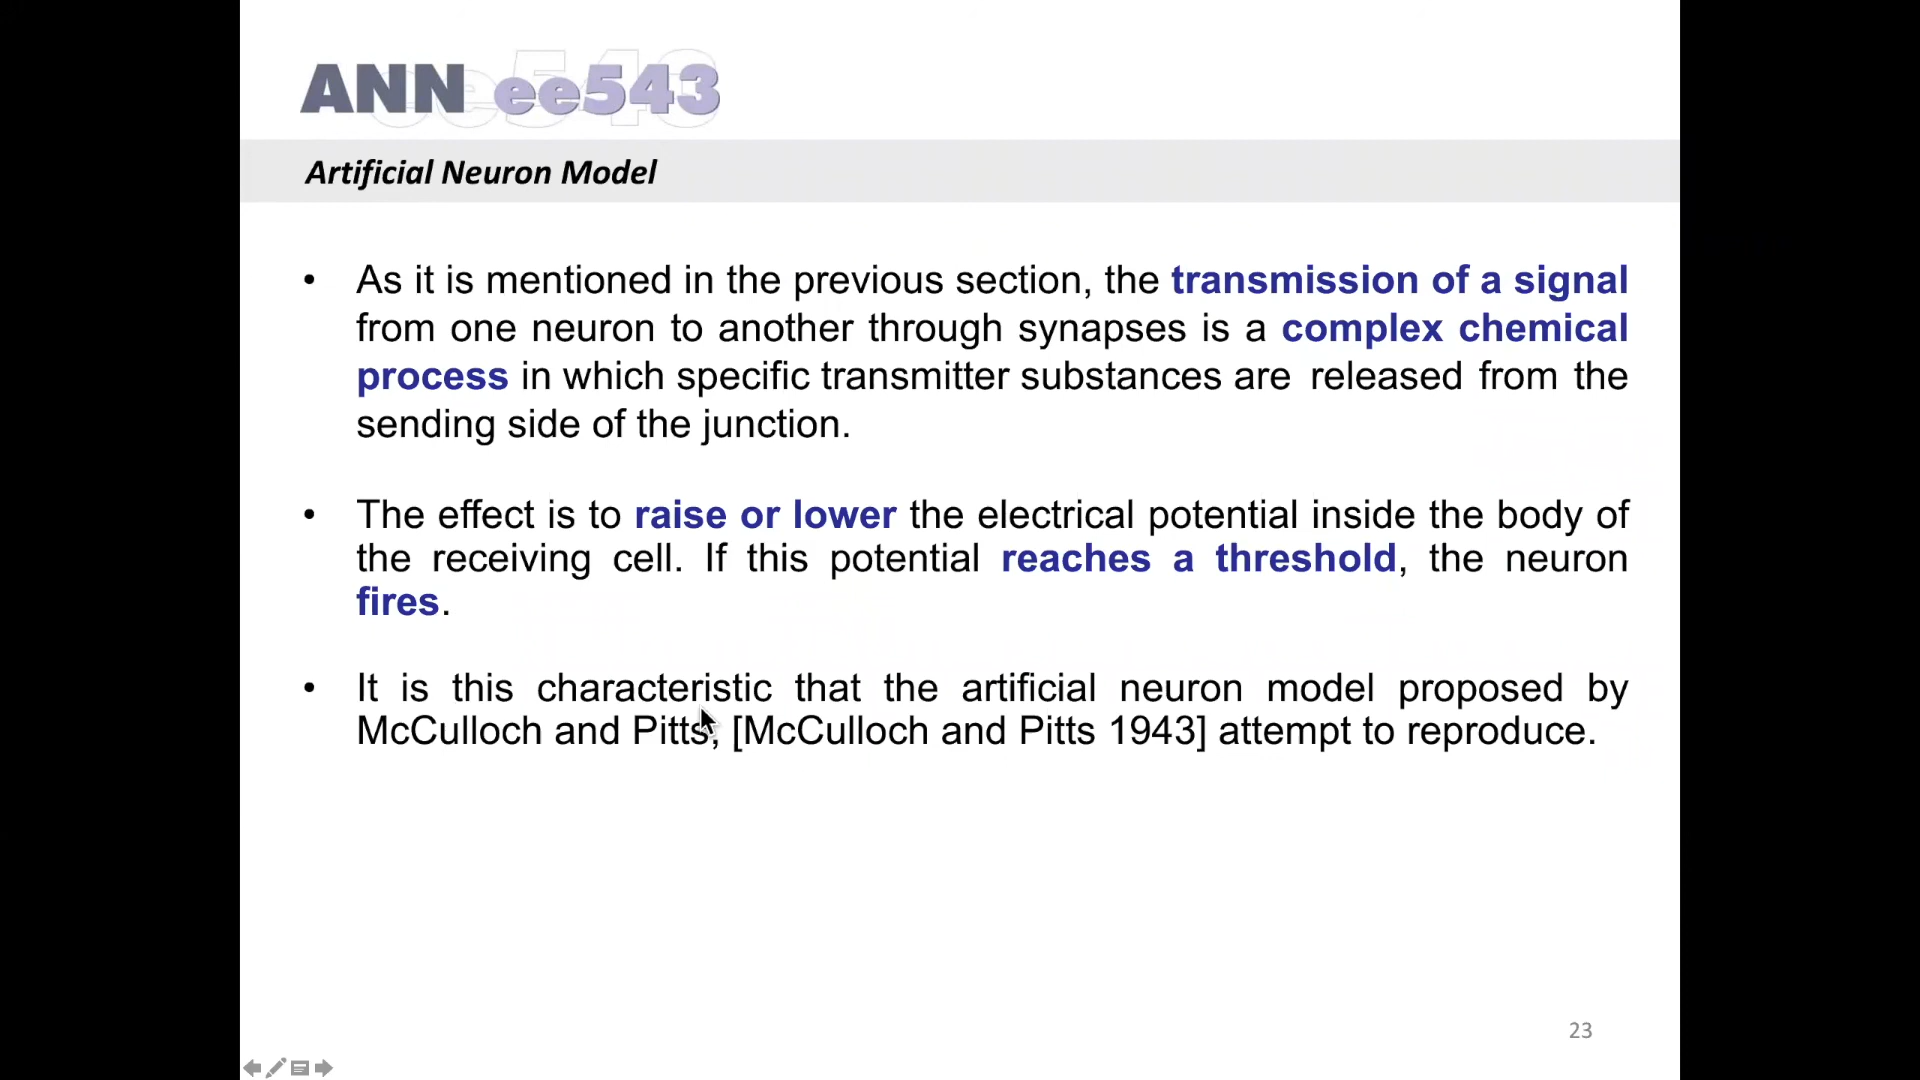 ANN ee543
Artificial Neuron Model
• As it is mentioned in the previous section, the transmission of a signal
from one neuron to another through synapses is a complex chemical
process in which specific transmitter substances are released from the
sending side of the junction.
• The effect is to raise or lower the electrical potential inside the body of
the receiving cell. If this potential reaches a threshold, the neuron
fires.
• It is this characteristic that the artificial neuron model proposed by
McCulloch and Pitts, [McCulloch and Pitts 1943] attempt to reproduce.
23